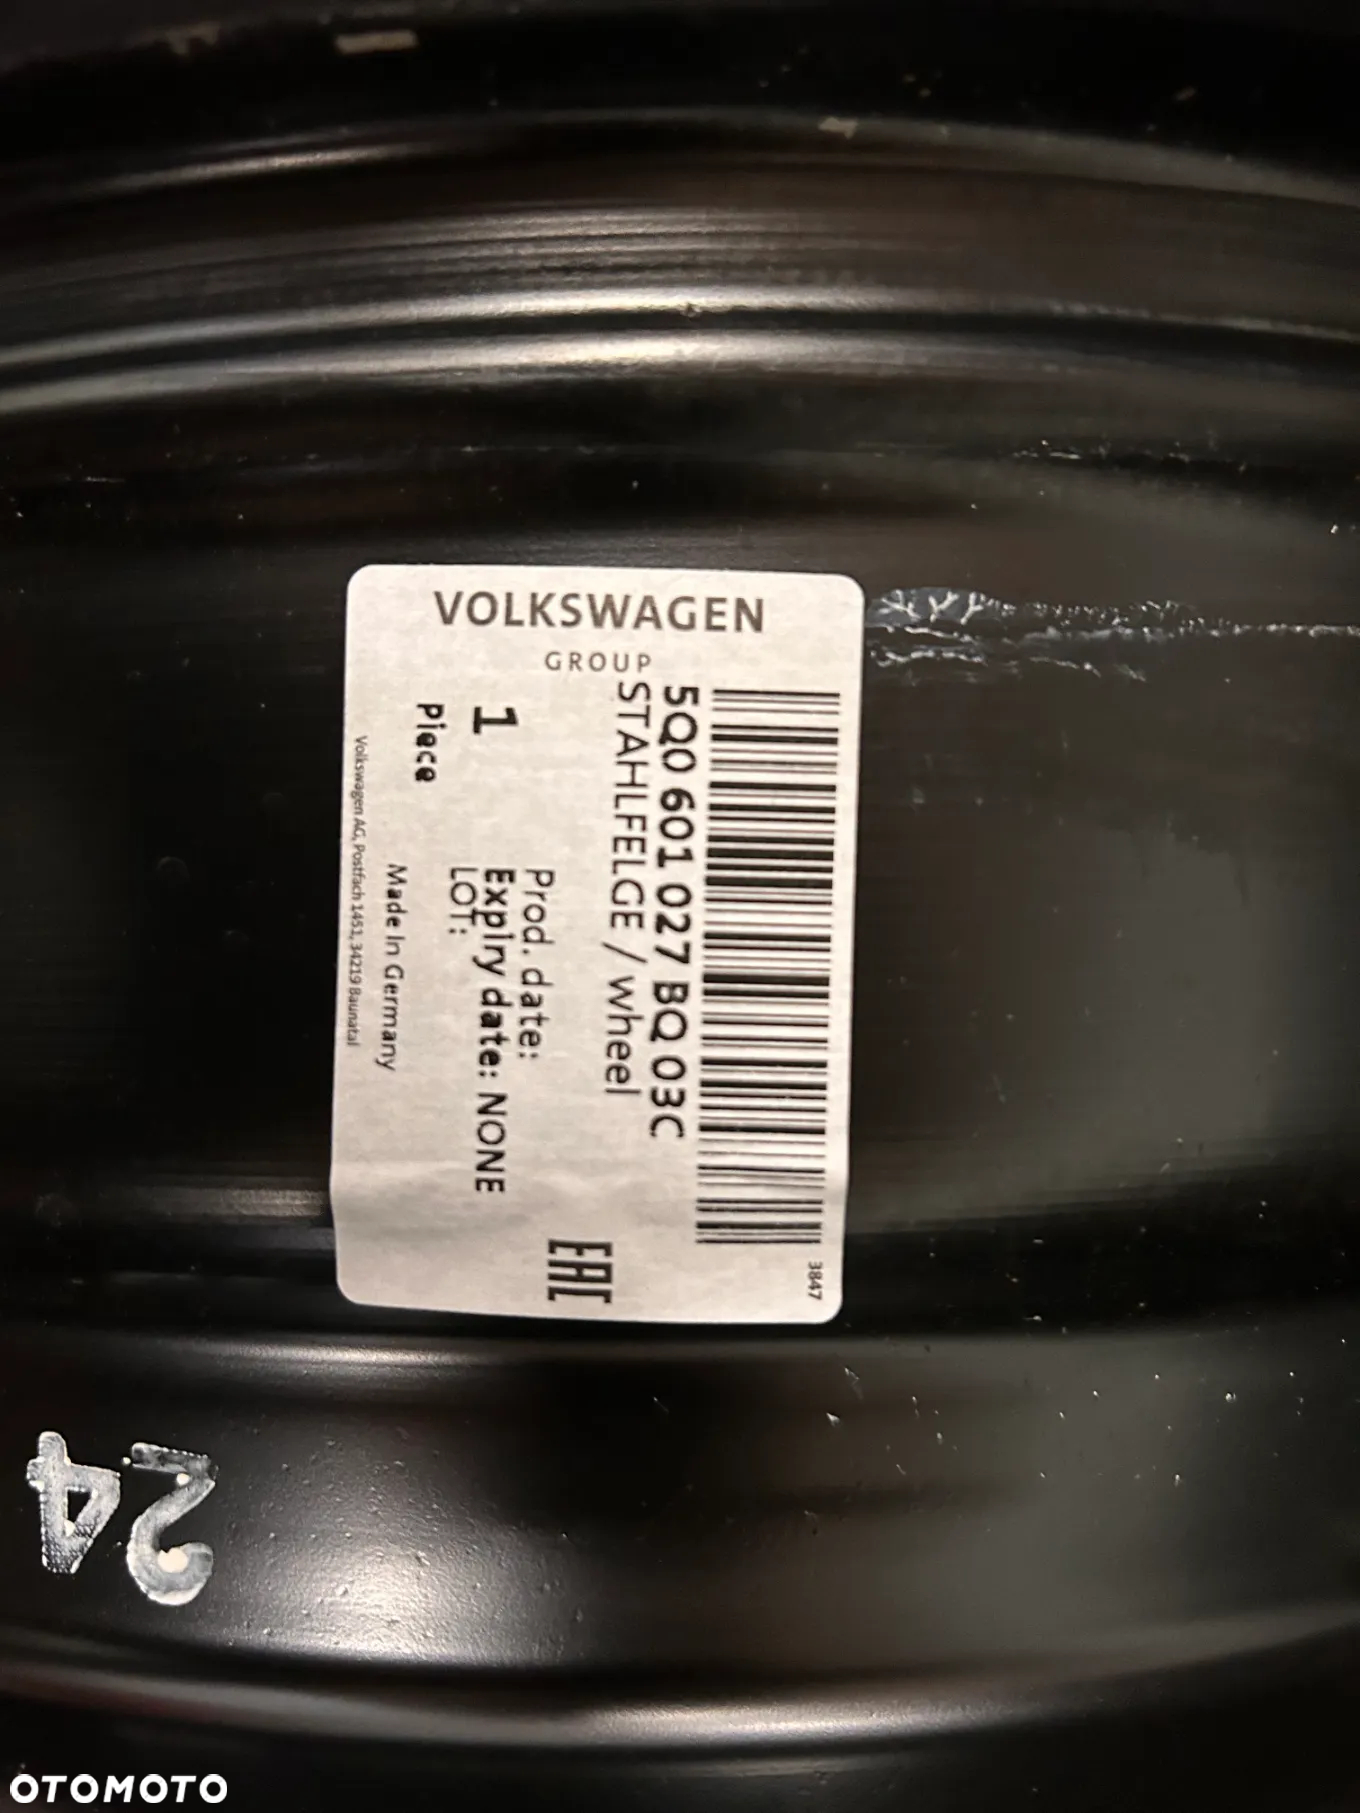 VOLKSWAGEN
GROUP
3847
5Q0 601 027 BQ 03C
STAHLFELGE / wheel
Prod. date:
1
Expiry date: NONE
Piece
LOT:
EAC
Made In Germany
Volkswagen AG, Postfach 1451, 34219 Baunatal
24
OTOMOTO